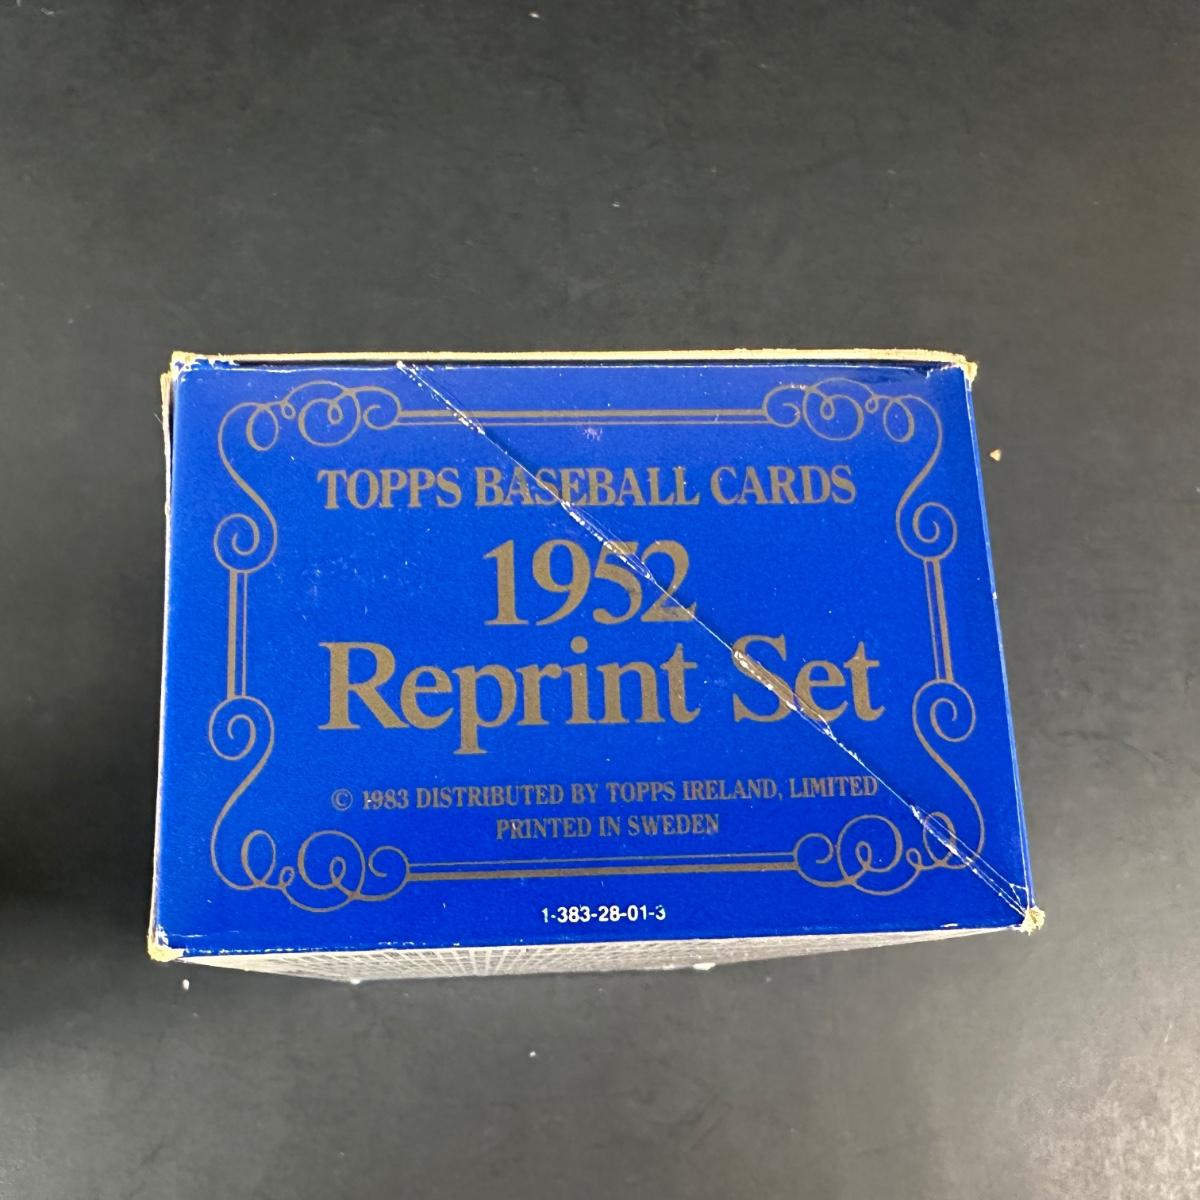 TOPPS BASEBALL CARDS
1952
Reprint Set
© 1983 DISTRIBUTED BY TOPPS IRELAND, LIMITED
PRINTED IN SWEDEN
1-383-28-01-3